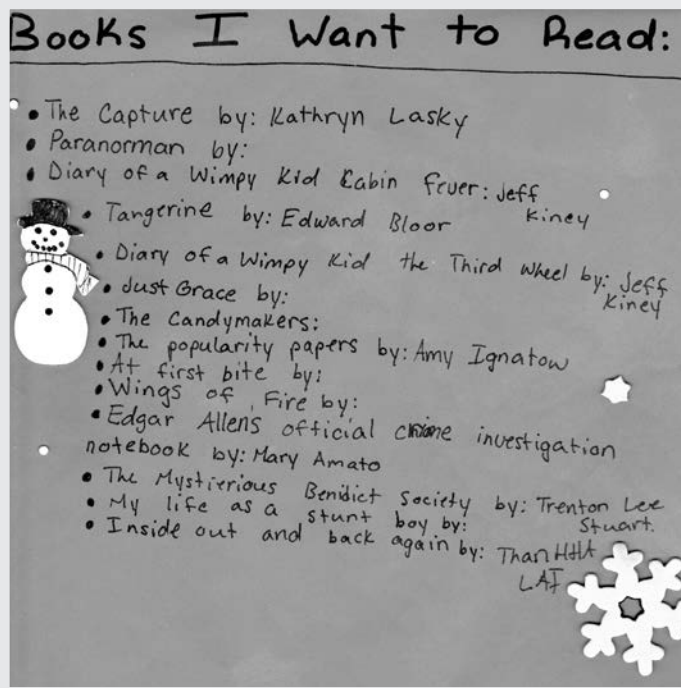 Books I Want to Read:
• The Capture by: Kathryn Lasky
• Paranorman by:
• Diary of a Wimpy Kid Cabin fever: Jeff
Kiney
• Tangerine by: Edward Bloor
• Diary of a Wimpy Kid the Third Wheel by: Jeff
Kiney
• Just Grace by:
• The Candymakers:
• The popularity papers by: Amy Ignatow
• At first bite by:
• Wings of Fire by:
• Edgar Allen's official crime investigation
notebook by: Mary Amato
• The Mystierious Benidict Society by: Trenton Lee
Stuart.
• My life as a stunt boy by:
• Inside out and back again by: Than HHA
LAI